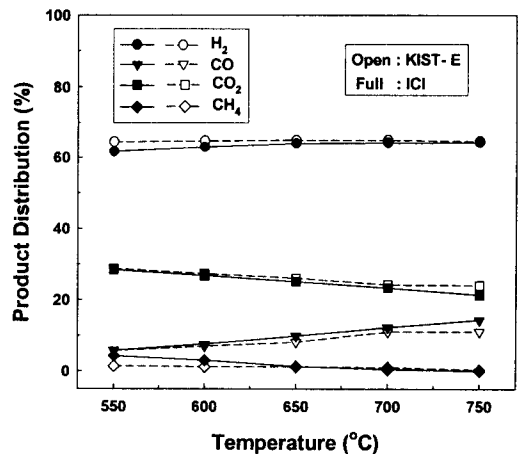 100
80
60
40
20
0
Product Distribution (%)
H₂
CO
CO₂
CH₄
Open : KIST-E
Full : ICI
550 600 650 700 750
Temperature (°C)